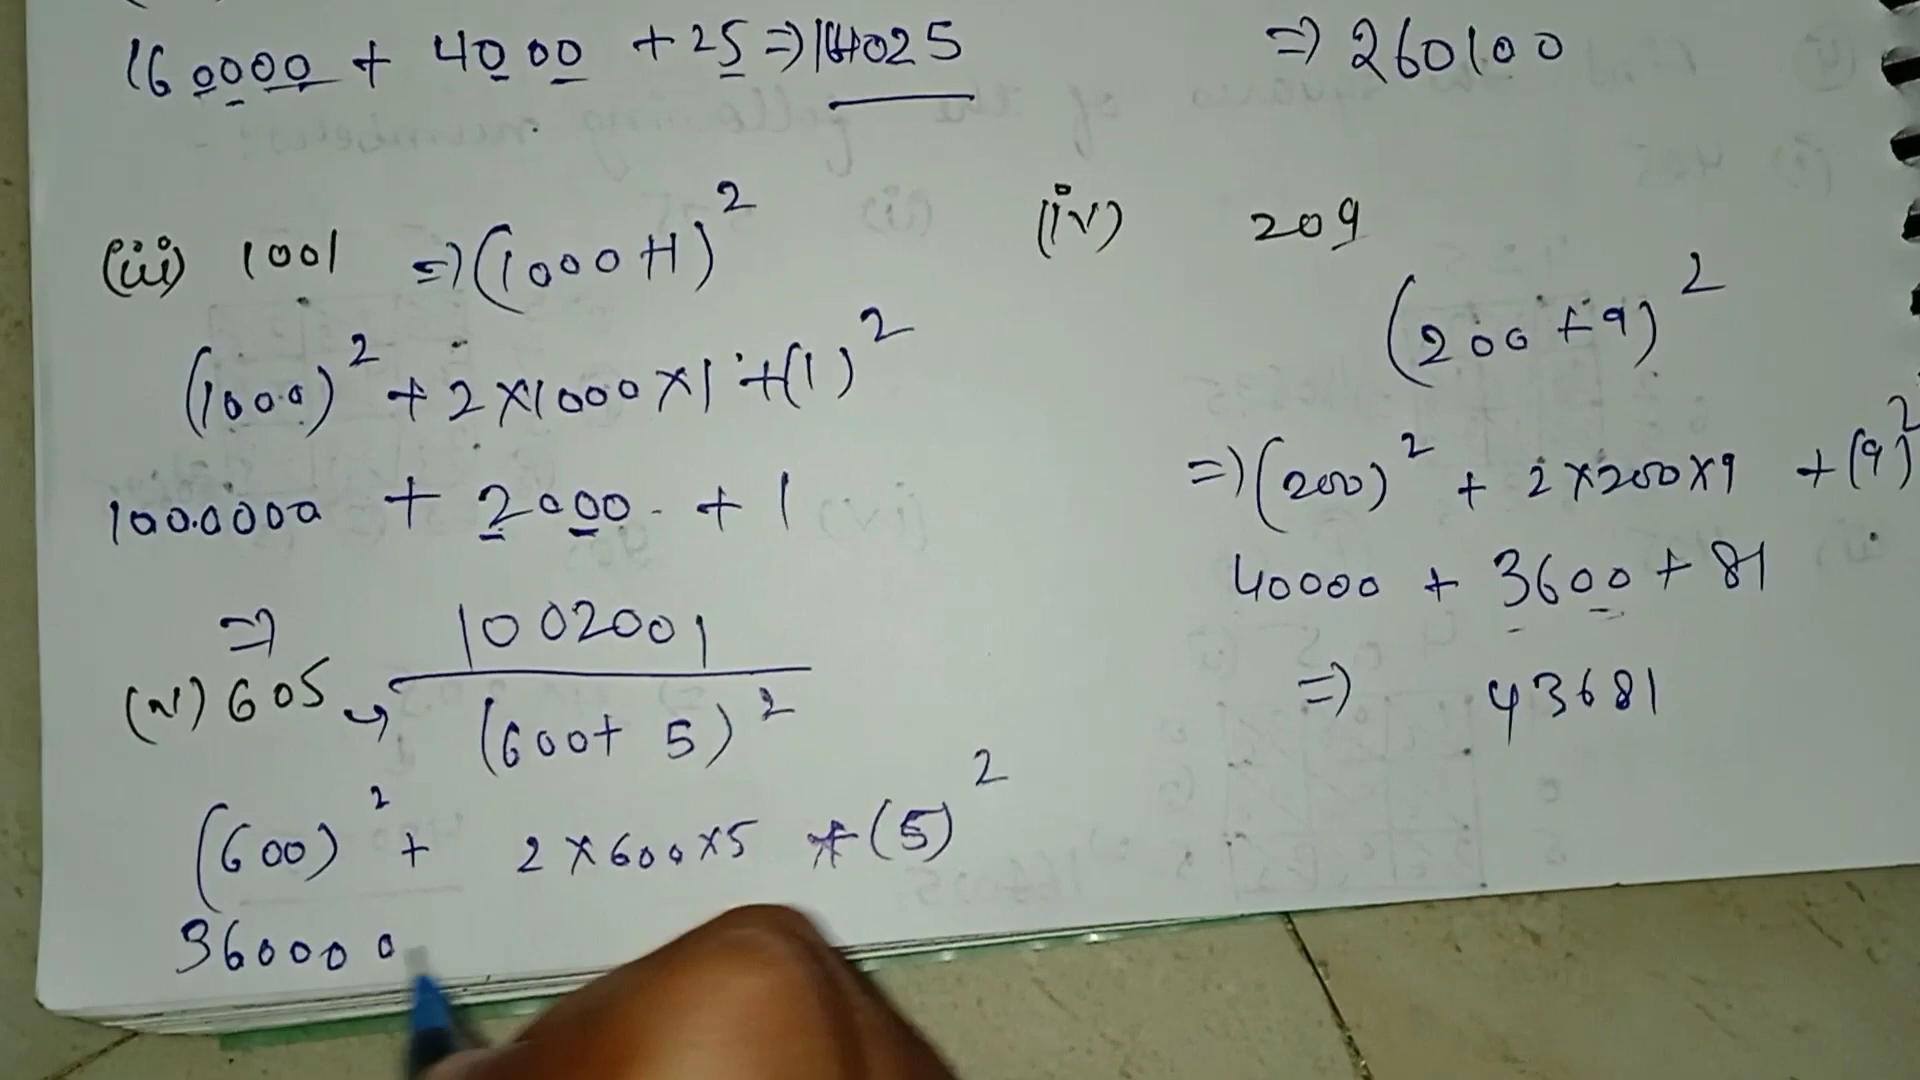 160000 + 4000 + 25 ⇒ 164025
⇒ 260100
(iii) 1001 ⇒ (1000+1)²
(1000)² + 2×1000×1 + (1)²
1000000 + 2000 + 1
⇒ 1002001
(iv) 209
(200+9)²
⇒ (200)² + 2×200×9 + (9)²
40000 + 3600 + 81
⇒ 43681
(vi) 605 → (600+ 5)²
(600)² + 2×600×5 + (5)²
360000